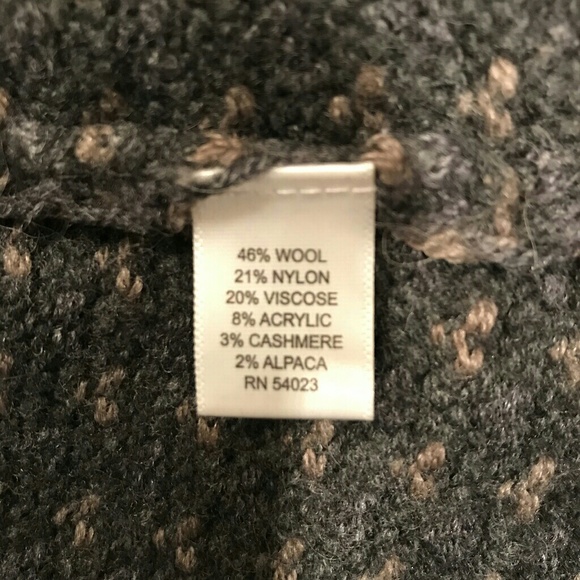 46% WOOL
21% NYLON
20% VISCOSE
8% ACRYLIC
3% CASHMERE
2% ALPACA
RN 54023